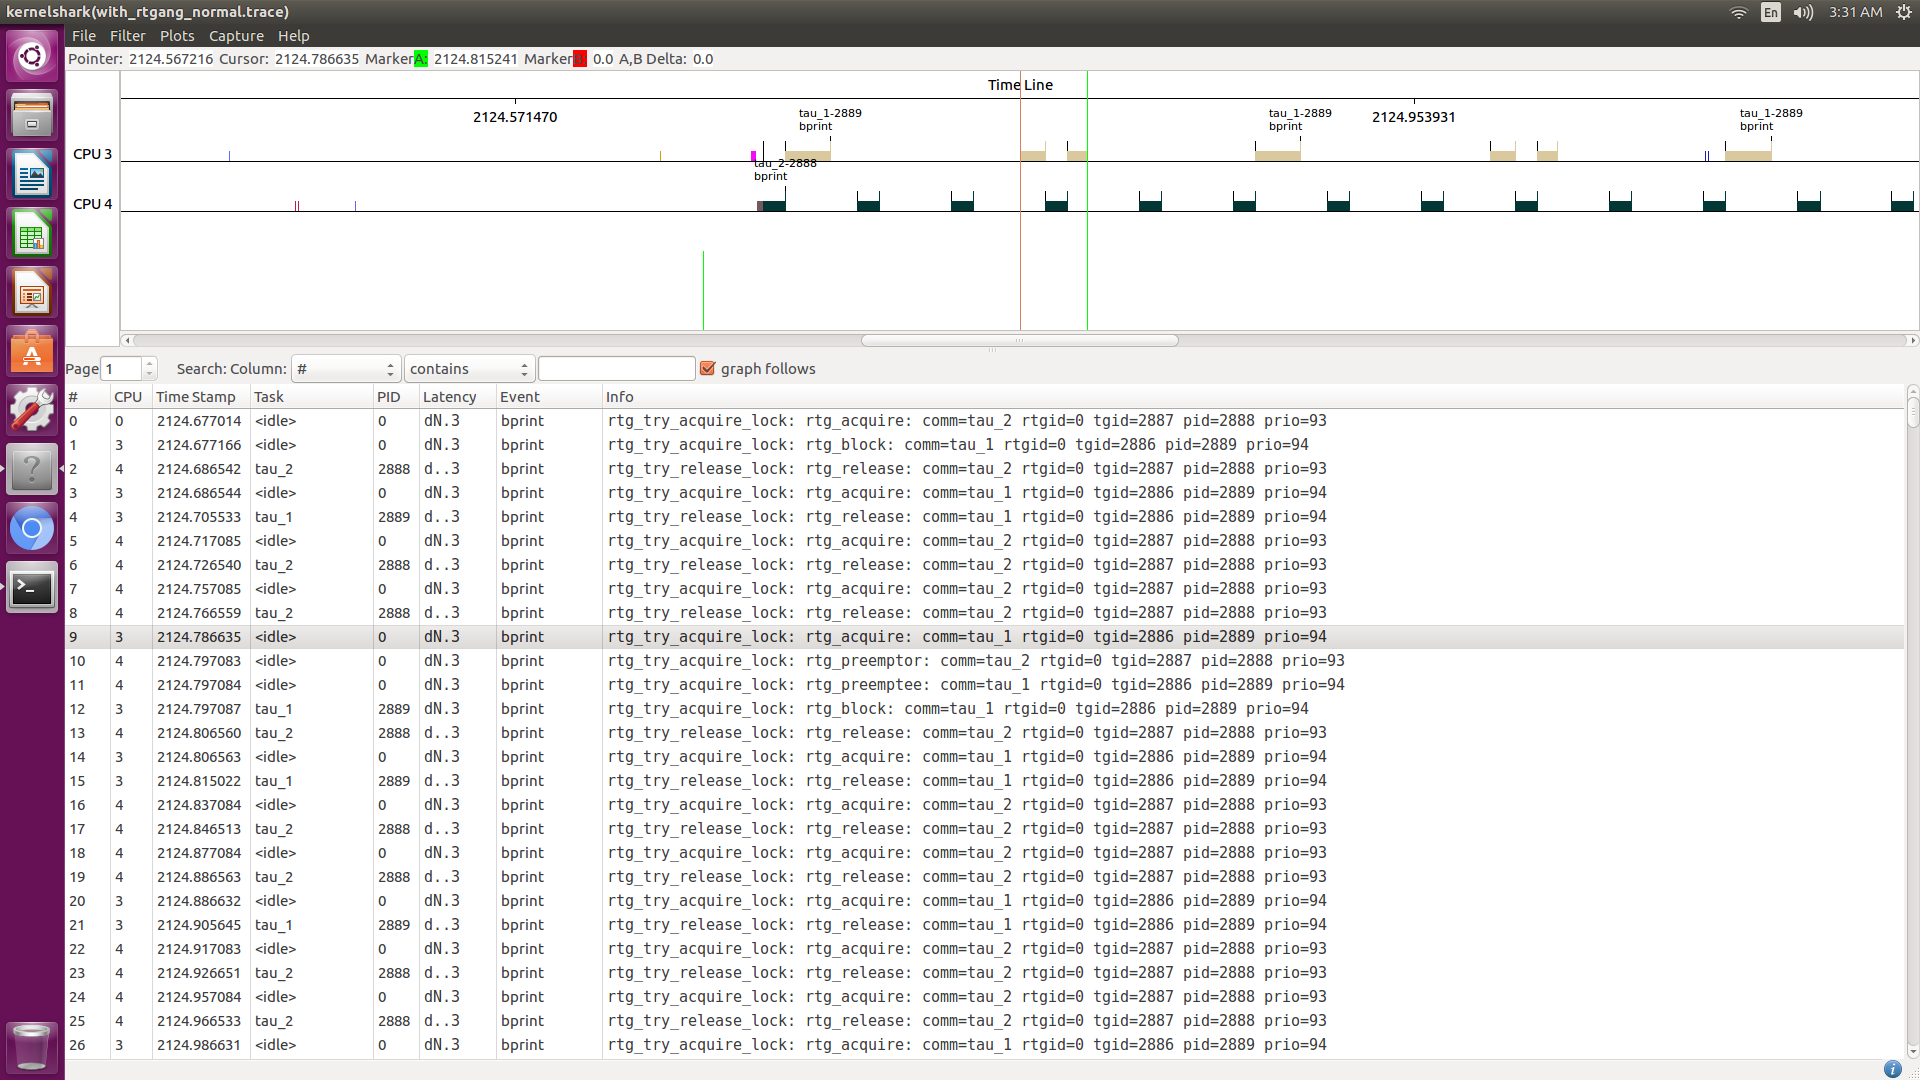 kernelshark(with_rtgang_normal.trace)
En
3:31 AM
File Filter Plots Capture Help
Pointer: 2124.567216 Cursor: 2124.786635 MarkerA: 2124.815241 Marker 0.0 A,B Delta: 0.0
Time Line
2124.571470 2124.953931
tau_1-2889
bprint
tau_1-2889
bprint
tau_1-2889
bprint
CPU 3
tau_2-2888
bprint
CPU 4
Page 1 Search: Column: # contains graph follows
# CPU Time Stamp Task PID Latency Event Info
0 0 2124.677014 <idle> 0 dN.3 bprint rtg_try_acquire_lock: rtg_acquire: comm=tau_2 rtgid=0 tgid=2887 pid=2888 prio=93
1 3 2124.677166 <idle> 0 dN.3 bprint rtg_try_acquire_lock: rtg_block: comm=tau_1 rtgid=0 tgid=2886 pid=2889 prio=94
2 4 2124.686542 tau_2 2888 d..3 bprint rtg_try_release_lock: rtg_release: comm=tau_2 rtgid=0 tgid=2887 pid=2888 prio=93
3 3 2124.686544 <idle> 0 dN.3 bprint rtg_try_acquire_lock: rtg_acquire: comm=tau_1 rtgid=0 tgid=2886 pid=2889 prio=94
4 3 2124.705533 tau_1 2889 d..3 bprint rtg_try_release_lock: rtg_release: comm=tau_1 rtgid=0 tgid=2886 pid=2889 prio=94
5 4 2124.717085 <idle> 0 dN.3 bprint rtg_try_acquire_lock: rtg_acquire: comm=tau_2 rtgid=0 tgid=2887 pid=2888 prio=93
6 4 2124.726540 tau_2 2888 d..3 bprint rtg_try_release_lock: rtg_release: comm=tau_2 rtgid=0 tgid=2887 pid=2888 prio=93
7 4 2124.757085 <idle> 0 dN.3 bprint rtg_try_acquire_lock: rtg_acquire: comm=tau_2 rtgid=0 tgid=2887 pid=2888 prio=93
8 4 2124.766559 tau_2 2888 d..3 bprint rtg_try_release_lock: rtg_release: comm=tau_2 rtgid=0 tgid=2887 pid=2888 prio=93
9 3 2124.786635 <idle> 0 dN.3 bprint rtg_try_acquire_lock: rtg_acquire: comm=tau_1 rtgid=0 tgid=2886 pid=2889 prio=94
10 4 2124.797083 <idle> 0 dN.3 bprint rtg_try_acquire_lock: rtg_preemptor: comm=tau_2 rtgid=0 tgid=2887 pid=2888 prio=93
11 4 2124.797084 <idle> 0 dN.3 bprint rtg_try_acquire_lock: rtg_preemptee: comm=tau_1 rtgid=0 tgid=2886 pid=2889 prio=94
12 3 2124.797087 tau_1 2889 dN.3 bprint rtg_try_acquire_lock: rtg_block: comm=tau_1 rtgid=0 tgid=2886 pid=2889 prio=94
13 4 2124.806560 tau_2 2888 d..3 bprint rtg_try_release_lock: rtg_release: comm=tau_2 rtgid=0 tgid=2887 pid=2888 prio=93
14 3 2124.806563 <idle> 0 dN.3 bprint rtg_try_acquire_lock: rtg_acquire: comm=tau_1 rtgid=0 tgid=2886 pid=2889 prio=94
15 3 2124.815022 tau_1 2889 d..3 bprint rtg_try_release_lock: rtg_release: comm=tau_1 rtgid=0 tgid=2886 pid=2889 prio=94
16 4 2124.837084 <idle> 0 dN.3 bprint rtg_try_acquire_lock: rtg_acquire: comm=tau_2 rtgid=0 tgid=2887 pid=2888 prio=93
17 4 2124.846513 tau_2 2888 d..3 bprint rtg_try_release_lock: rtg_release: comm=tau_2 rtgid=0 tgid=2887 pid=2888 prio=93
18 4 2124.877084 <idle> 0 dN.3 bprint rtg_try_acquire_lock: rtg_acquire: comm=tau_2 rtgid=0 tgid=2887 pid=2888 prio=93
19 4 2124.886563 tau_2 2888 d..3 bprint rtg_try_release_lock: rtg_release: comm=tau_2 rtgid=0 tgid=2887 pid=2888 prio=93
20 3 2124.886632 <idle> 0 dN.3 bprint rtg_try_acquire_lock: rtg_acquire: comm=tau_1 rtgid=0 tgid=2886 pid=2889 prio=94
21 3 2124.905645 tau_1 2889 d..3 bprint rtg_try_release_lock: rtg_release: comm=tau_1 rtgid=0 tgid=2886 pid=2889 prio=94
22 4 2124.917083 <idle> 0 dN.3 bprint rtg_try_acquire_lock: rtg_acquire: comm=tau_2 rtgid=0 tgid=2887 pid=2888 prio=93
23 4 2124.926651 tau_2 2888 d..3 bprint rtg_try_release_lock: rtg_release: comm=tau_2 rtgid=0 tgid=2887 pid=2888 prio=93
24 4 2124.957084 <idle> 0 dN.3 bprint rtg_try_acquire_lock: rtg_acquire: comm=tau_2 rtgid=0 tgid=2887 pid=2888 prio=93
25 4 2124.966533 tau_2 2888 d..3 bprint rtg_try_release_lock: rtg_release: comm=tau_2 rtgid=0 tgid=2887 pid=2888 prio=93
26 3 2124.986631 <idle> 0 dN.3 bprint rtg_try_acquire_lock: rtg_acquire: comm=tau_1 rtgid=0 tgid=2886 pid=2889 prio=94